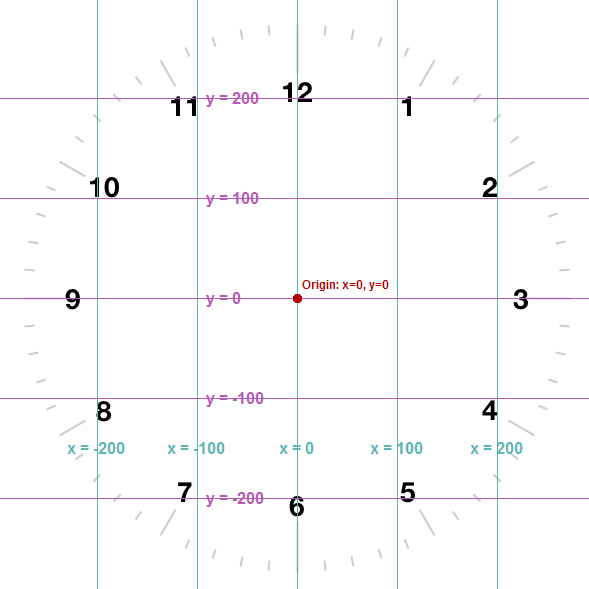 12
11
y = 200
1
10
y = 100
2
Origin: x=0, y=0
9
y = 0
3
y = -100
8
4
x = -200
x = -100
x = 0
x = 100
x = 200
7
y = -200
5
6